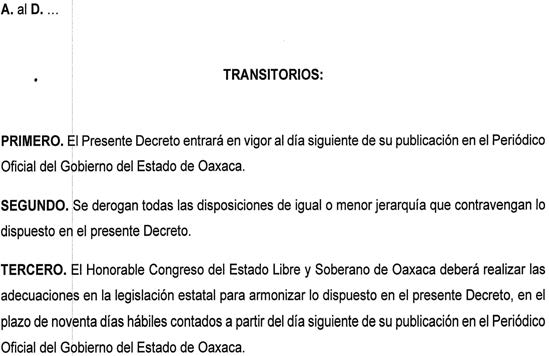 A. al D. ...
TRANSITORIOS:
PRIMERO. El Presente Decreto entrará en vigor al día siguiente de su publicación en el Periódico
Oficial del Gobierno del Estado de Oaxaca.
SEGUNDO. Se derogan todas las disposiciones de igual o menor jerarquía que contravengan lo
dispuesto en el presente Decreto.
TERCERO. El Honorable Congreso del Estado Libre y Soberano de Oaxaca deberá realizar las
adecuaciones en la legislación estatal para armonizar lo dispuesto en el presente Decreto, en el
plazo de noventa días hábiles contados a partir del día siguiente de su publicación en el Periódico
Oficial del Gobierno del Estado de Oaxaca.